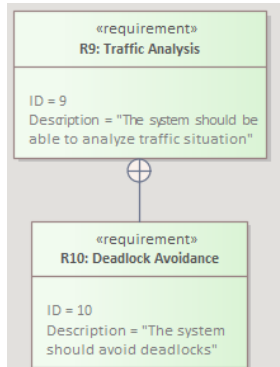 «requirement»
R9: Traffic Analysis
ID = 9
Description = "The system should be
able to analyze traffic situation"
«requirement»
R10: Deadlock Avoidance
ID = 10
Description = "The system
should avoid deadlocks"